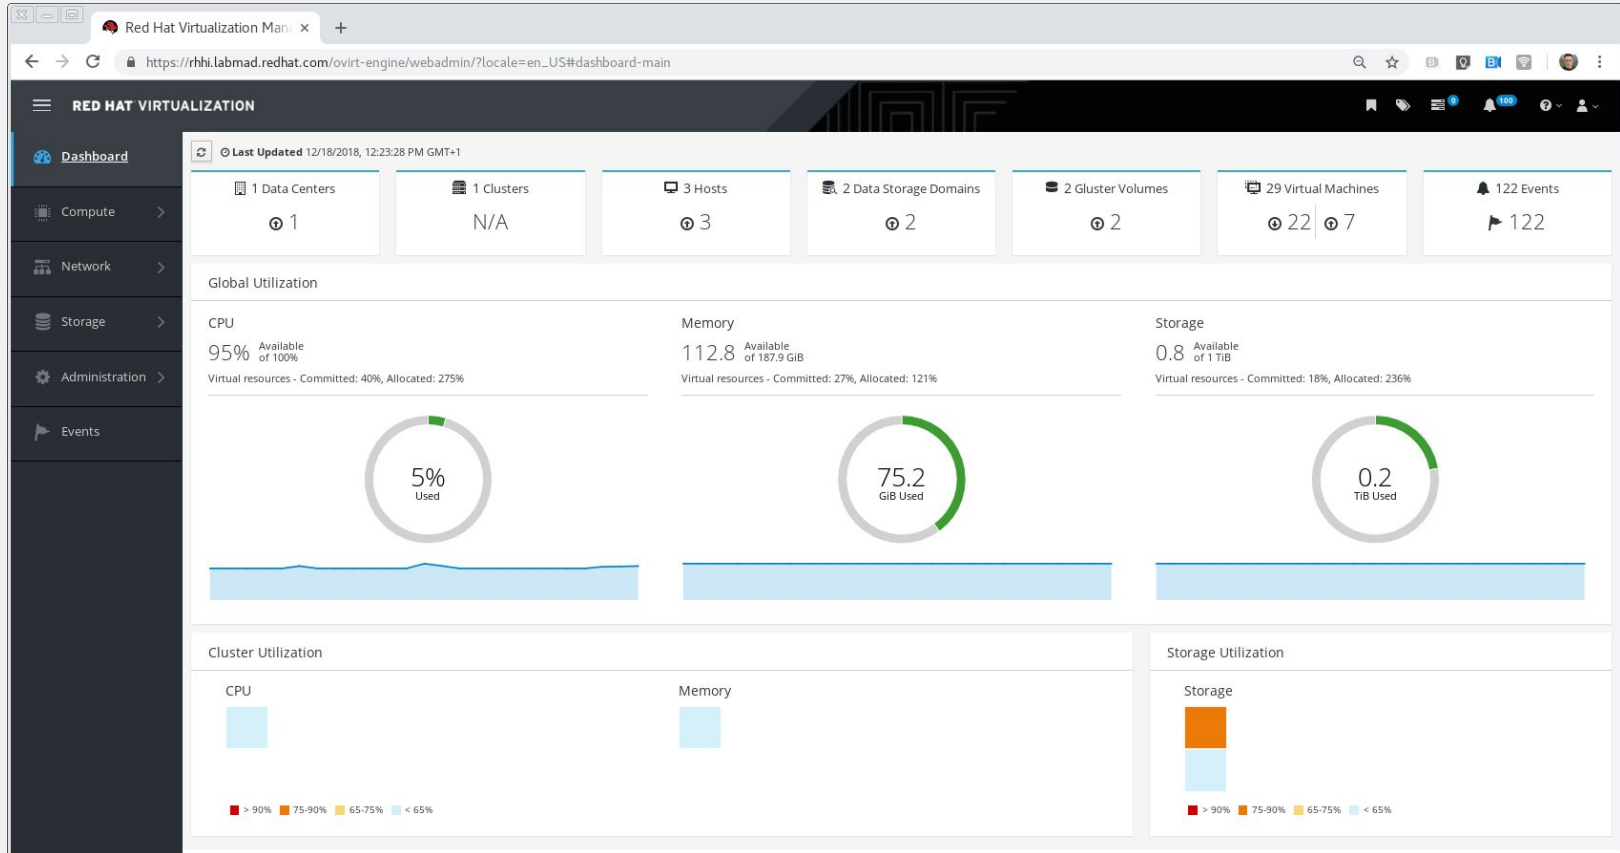 Red Hat Virtualization Man
https://rhhi.labmad.redhat.com/ovirt-engine/webadmin/?locale=en_US#dashboard-main
RED HAT VIRTUALIZATION
0
100
Dashboard
Compute
Network
Storage
Administration
Events
Last Updated 12/18/2018, 12:23:28 PM GMT+1
1 Data Centers
1
1 Clusters
N/A
3 Hosts
3
2 Data Storage Domains
2
2 Gluster Volumes
2
29 Virtual Machines
22 7
122 Events
122
Global Utilization
CPU
95% Available
of 100%
Virtual resources - Committed: 40%, Allocated: 275%
5%
Used
Memory
112.8 Available
of 187.9 GiB
Virtual resources - Committed: 27%, Allocated: 121%
75.2
GiB Used
Storage
0.8 Available
of 1 TiB
Virtual resources - Committed: 18%, Allocated: 236%
0.2
TiB Used
Cluster Utilization
CPU
Memory
> 90% 75-90% 65-75% < 65%
Storage Utilization
Storage
> 90% 75-90% 65-75% < 65%